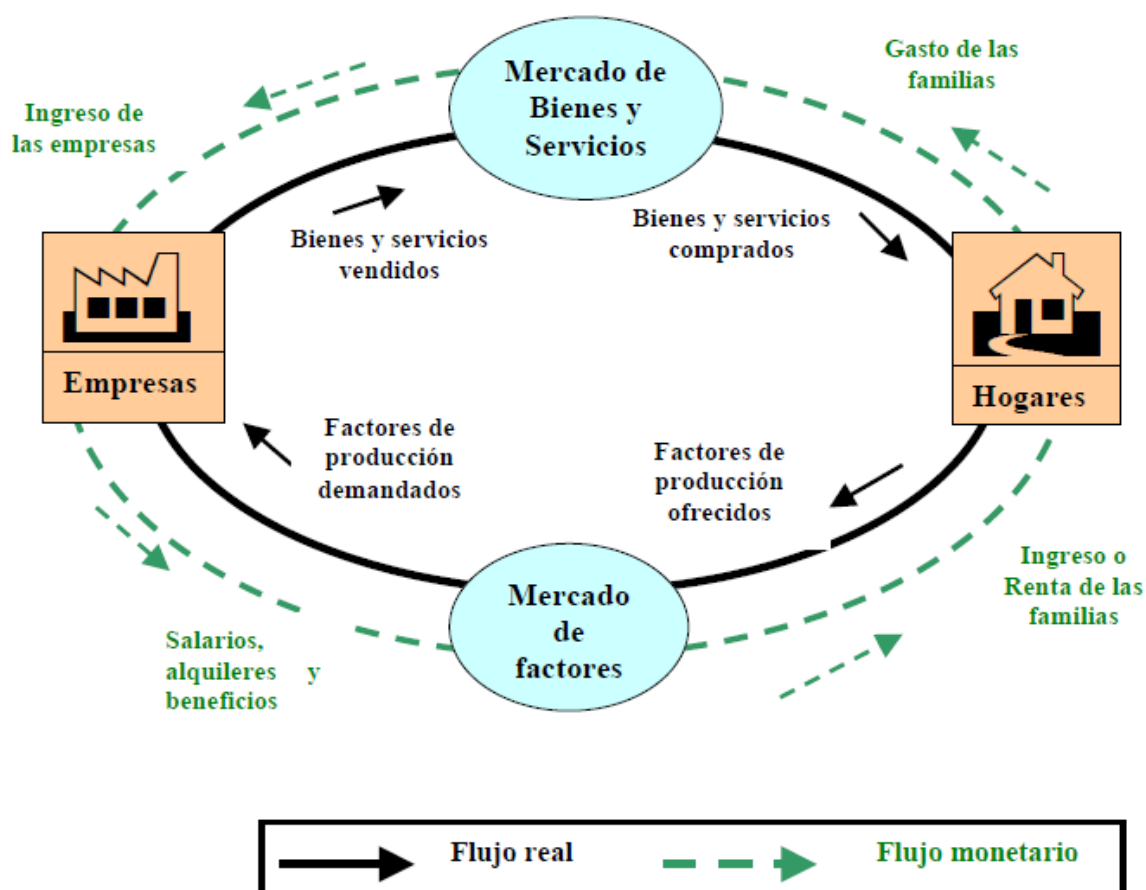 Mercado de
Bienes y
Servicios
Gasto de las
familias
Ingreso de
las empresas
Bienes y servicios
vendidos
Bienes y servicios
comprados
Empresas
Hogares
Factores de
producción
demandados
Factores de
producción
ofrecidos
Mercado
de
factores
Ingreso o
Renta de las
familias
Salarios,
alquileres y
beneficios
Flujo real
Flujo monetario